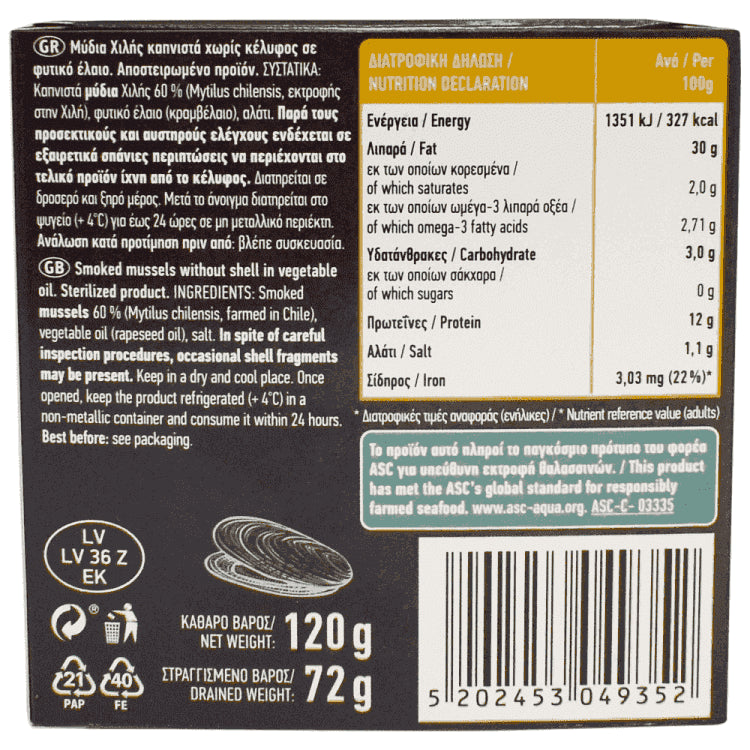 GR Μύδια Χιλής καπνιστά χωρίς κέλυφος σε
φυτικό έλαιο. Αποστειρωμένο προϊόν. ΣΥΣΤΑΤΙΚΑ:
Καπνιστά μύδια Χιλής 60 % (Mytilus chilensis, εκτροφής
στην Χιλή), φυτικό έλαιο (κραμβέλαιο), αλάτι. Παρά τους
προσεκτικούς και αυστηρούς ελέγχους ενδέχεται σε
εξαιρετικά σπάνιες περιπτώσεις να περιέχονται στο
τελικό προϊόν ίχνη από το κέλυφος. Διατηρείται σε
δροσερό και ξηρό μέρος. Μετά το άνοιγμα διατηρείται στο
ψυγείο (+ 4°C) για έως 24 ώρες σε μη μεταλλικό περιέκτη.
Ανάλωση κατά προτίμηση πριν από: βλέπε συσκευασία.
GB Smoked mussels without shell in vegetable
oil. Sterilized product. INGREDIENTS: Smoked
mussels 60 % (Mytilus chilensis, farmed in Chile),
vegetable oil (rapeseed oil), salt. In spite of careful
inspection procedures, occasional shell fragments
may be present. Keep in a dry and cool place. Once
opened, keep the product refrigerated (+ 4°C) in a
non-metallic container and consume it within 24 hours.
Best before: see packaging.
ΔΙΑΤΡΟΦΙΚΗ ΔΗΛΩΣΗ / Ανά / Per
NUTRITION DECLARATION 100g
Ενέργεια / Energy 1351 kJ / 327 kcal
Λιπαρά / Fat 30 g
εκ των οποίων κορεσμένα /
of which saturates 2,0 g
εκ των οποίων ωμέγα-3 λιπαρά οξέα /
of which omega-3 fatty acids 2,71 g
Υδατάνθρακες / Carbohydrate 3,0 g
εκ των οποίων σάκχαρα /
of which sugars 0 g
Πρωτεΐνες / Protein 12 g
Αλάτι / Salt 1,1 g
Σίδηρος / Iron 3,03 mg (22%)*
* Διατροφικές τιμές αναφοράς (ενήλικες) / * Nutrient reference value (adults)
Το προϊόν αυτό πληροί το παγκόσμιο πρότυπο του φορέα
ASC για υπεύθυνη εκτροφή θαλασσινών. / This product
has met the ASC's global standard for responsibly
farmed seafood. www.asc-aqua.org. ASC-C- 03335
LV
LV 36 Z
EK
®
21
PAP
40
FE
ΚΑΘΑΡΟ ΒΑΡΟΣ/
NET WEIGHT: 120 g
ΣΤΡΑΓΓΙΣΜΕΝΟ ΒΑΡΟΣ/
DRAINED WEIGHT: 72 g
5 202453 049352